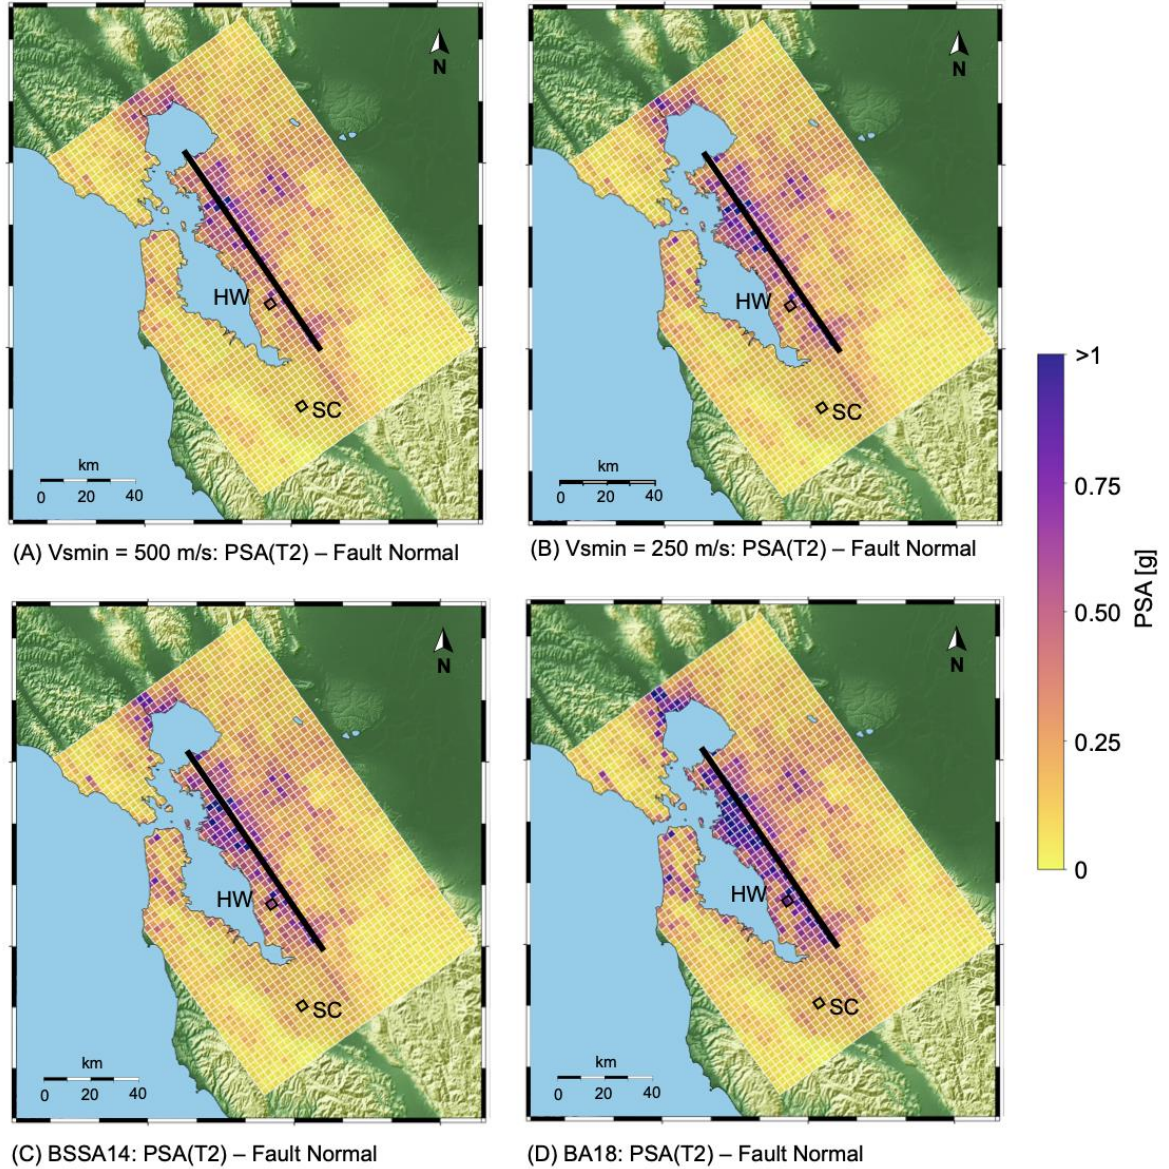 N
N
HW
HW
SC
SC
km
0 20 40
km
0 20 40
(A) Vsmin = 500 m/s: PSA(T2) – Fault Normal
(B) Vsmin = 250 m/s: PSA(T2) – Fault Normal
>1
0.75
0.50
0.25
0
PSA [g]
N
N
HW
HW
SC
SC
km
0 20 40
km
0 20 40
(C) BSSA14: PSA(T2) – Fault Normal
(D) BA18: PSA(T2) – Fault Normal